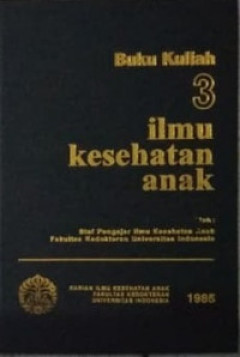 Buku Kuliah
3
ilmu
kesehatan
anak
Oleh :
Staf Pengajar Ilmu Kesehatan Anak
Fakultas Kedokteran Universitas Indonesia
BAGIAN ILMU KESEHATAN ANAK
FAKULTAS KEDOKTERAN
UNIVERSITAS INDONESIA
1985